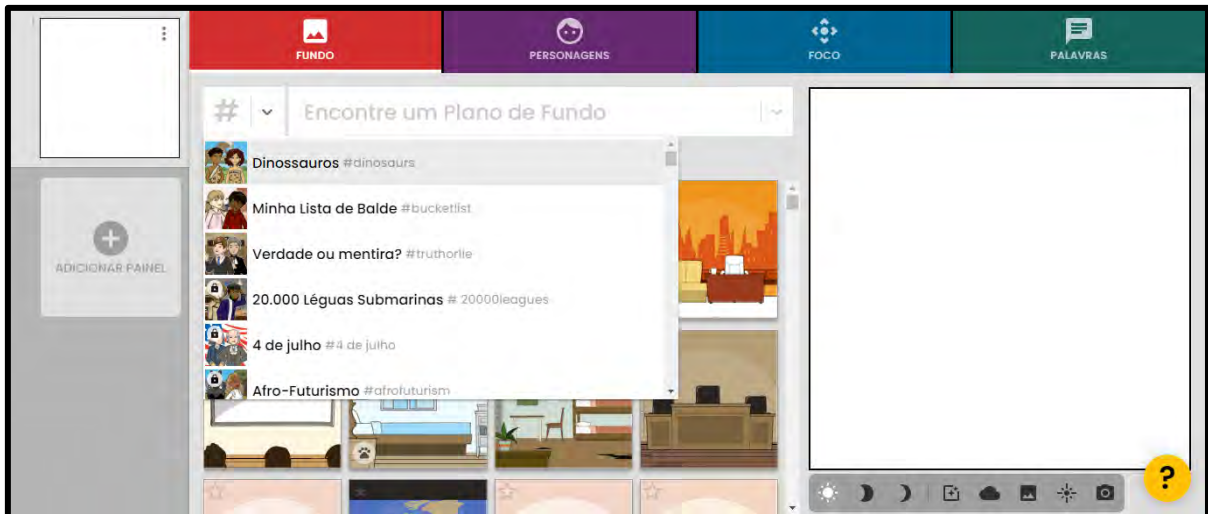 FUNDO
PERSONAGENS
FOCO
PALAVRAS
# Encontre um Plano de Fundo
Dinossauros #dinosaurs
Minha Lista de Balde #bucketlist
Verdade ou mentira? #truthorlie
20.000 Léguas Submarinas # 20000leagues
4 de julho #4 de julho
Afro-Futurismo #afrofuturism
ADICIONAR PAINEL
?